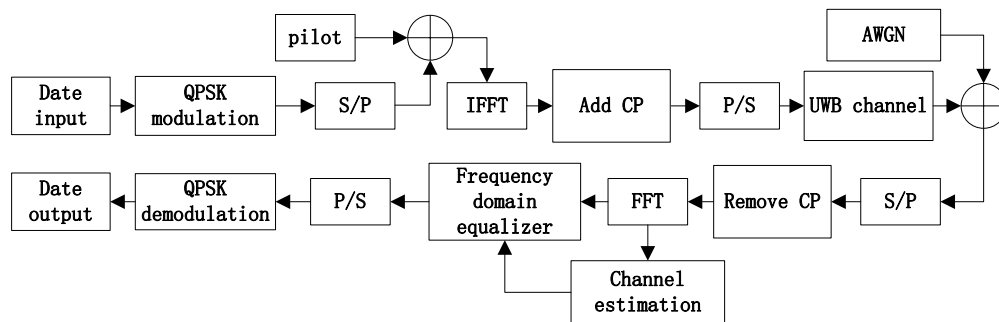 pilot
AWGN
Date
input
QPSK
modulation
S/P
IFFT
Add CP
P/S
UWB channel
Date
output
QPSK
demodulation
P/S
Frequency
domain
equalizer
FFT
Remove CP
S/P
Channel
estimation